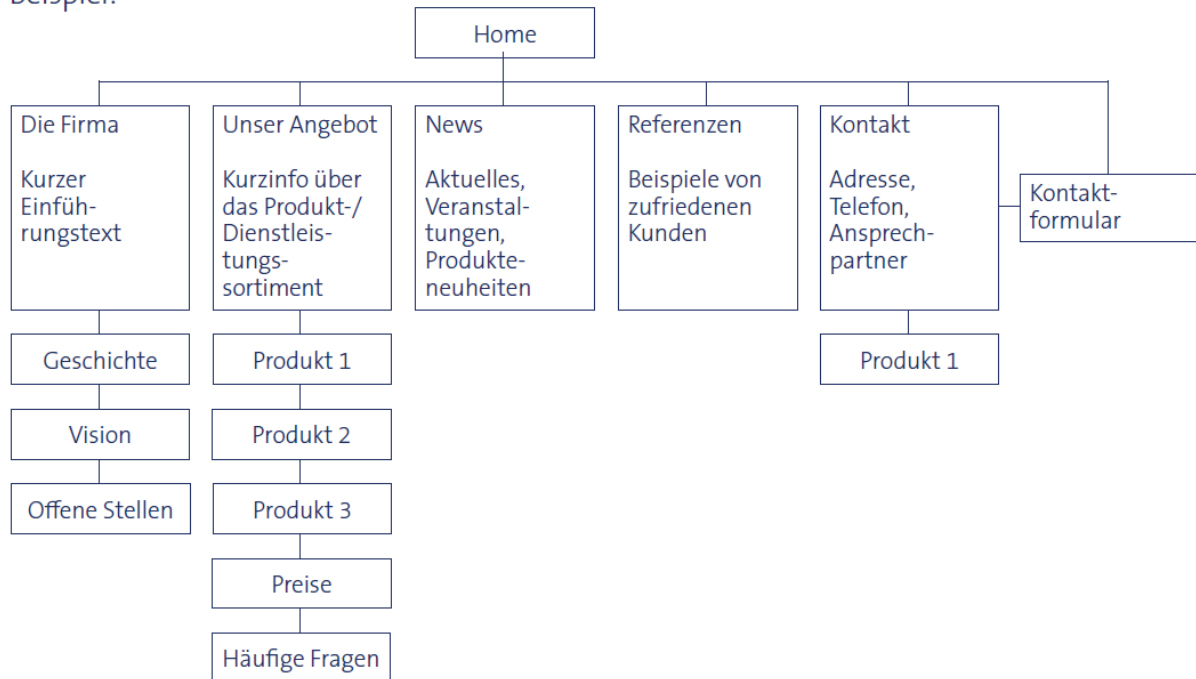 Beispiel:
Home
Die Firma
Kurzer
Einfüh-
rungstext
Unser Angebot
Kurzinfo über
das Produkt-/
Dienstleis-
tungs-
sortiment
News
Aktuelles,
Veranstal-
tungen,
Produkte-
neuheiten
Referenzen
Beispiele von
zufriedenen
Kunden
Kontakt
Adresse,
Telefon,
Ansprech-
partner
Kontakt-
formular
Geschichte
Vision
Offene Stellen
Produkt 1
Produkt 2
Produkt 3
Preise
Häufige Fragen
Produkt 1